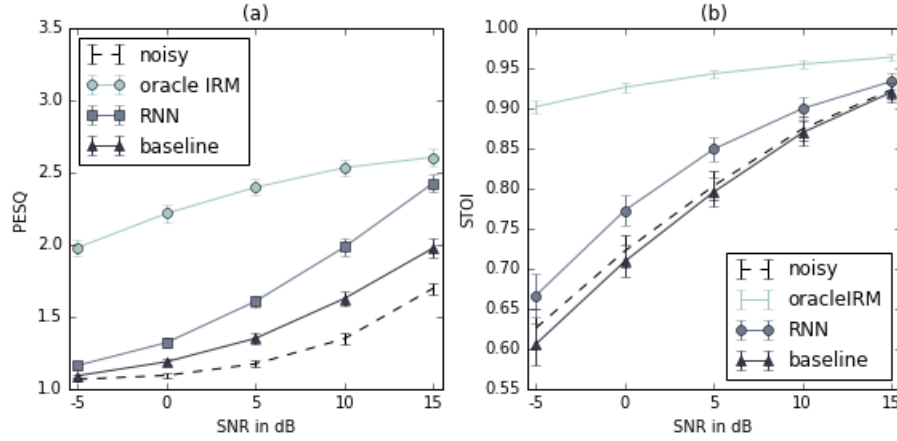 (a)
3.5
3.0
2.5
2.0
1.5
1.0
PESQ
noisy
oracle IRM
RNN
baseline
-5 0 5 10 15
SNR in dB
(b)
1.00
0.95
0.90
0.85
0.80
0.75
0.70
0.65
0.60
0.55
STOI
noisy
oracleIRM
RNN
baseline
-5 0 5 10 15
SNR in dB